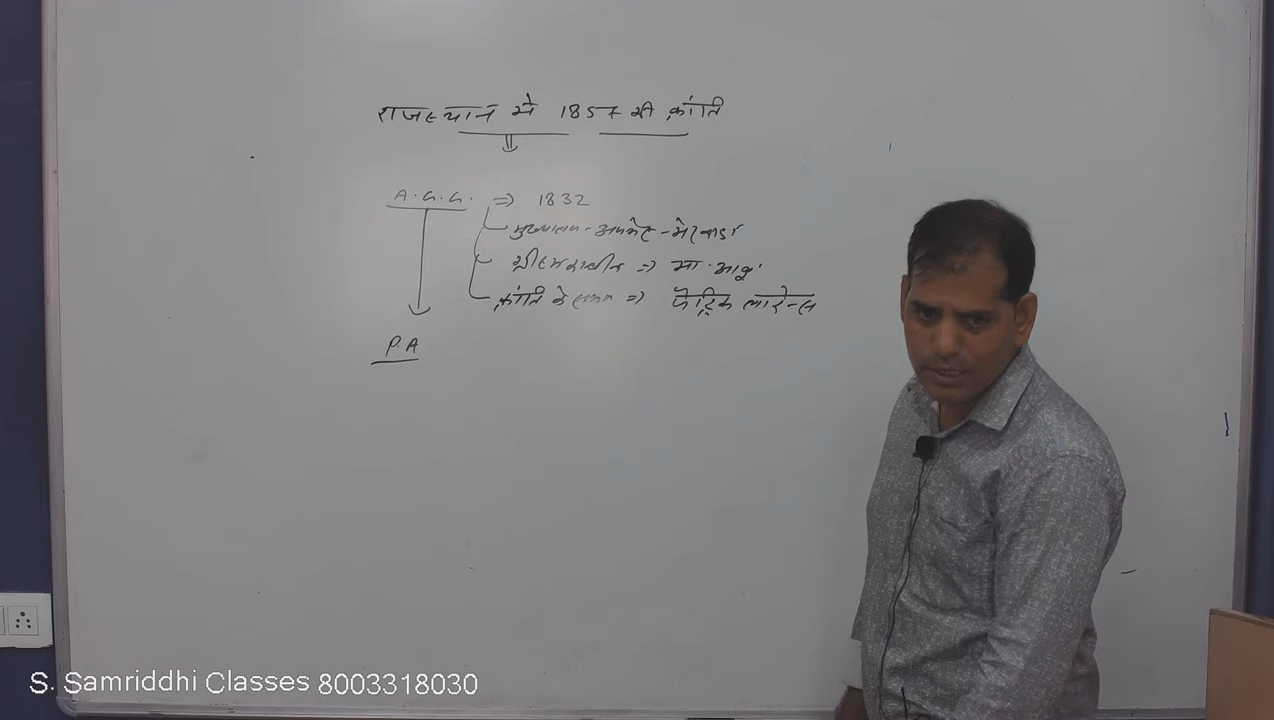 राजस्थान में 1857 की क्रांति
A.G.G. => 1832
मुख्यालय - अजमेर - मेरवाड़ा
ग्रीष्मकालीन => मा. आबू
क्रांति के समय => पैट्रिक लारेन्स
P.A
S. Samriddhi Classes 8003318030